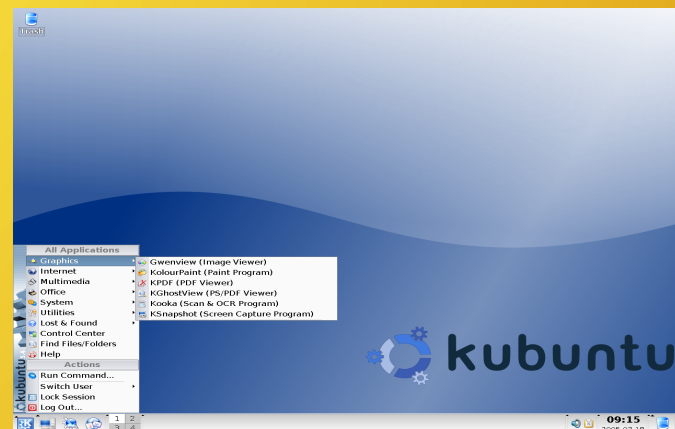 Trash
All Applications
Graphics
Internet
Multimedia
Office
System
Utilities
Lost & Found
Control Center
Find Files/Folders
Help
Actions
Run Command...
Switch User
Lock Session
Log Out...
Gwenview (Image Viewer)
KolourPaint (Paint Program)
KPDF (PDF Viewer)
KGhostView (PS/PDF Viewer)
Kooka (Scan & OCR Program)
KSnapshot (Screen Capture Program)
kubuntu
kubuntu
1 2
3 4
09:15